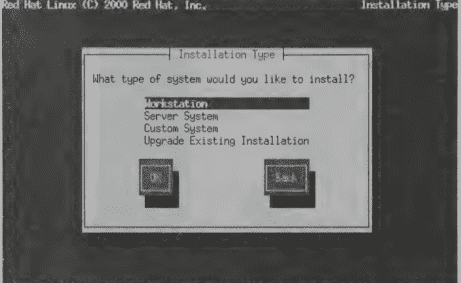 Red Hat Linux (C) 2000 Red Hat, Inc. Installation Type
Installation Type
What type of system would you like to install?
Workstation
Server System
Custom System
Upgrade Existing Installation
OK Back